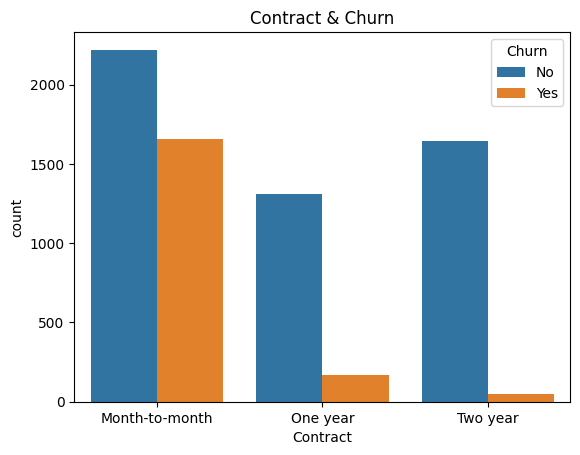 Contract & Churn
Churn
No
Yes
2000
1500
1000
500
0
count
Month-to-month
One year
Two year
Contract